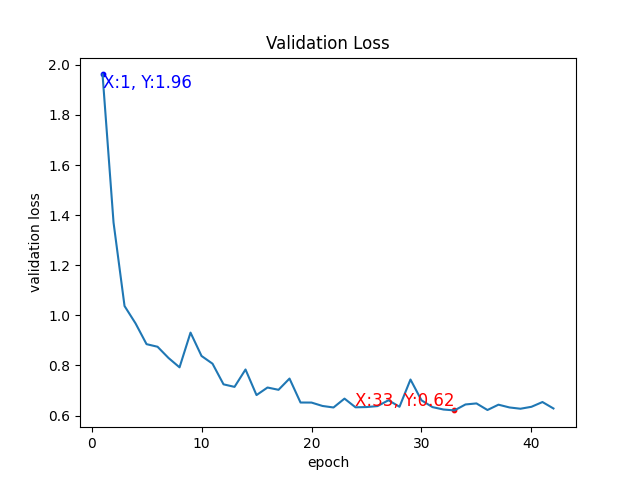 Validation Loss
X:1, Y:1.96
X:33, Y:0.62
validation loss
2.0
1.8
1.6
1.4
1.2
1.0
0.8
0.6
0
10
20
30
40
epoch